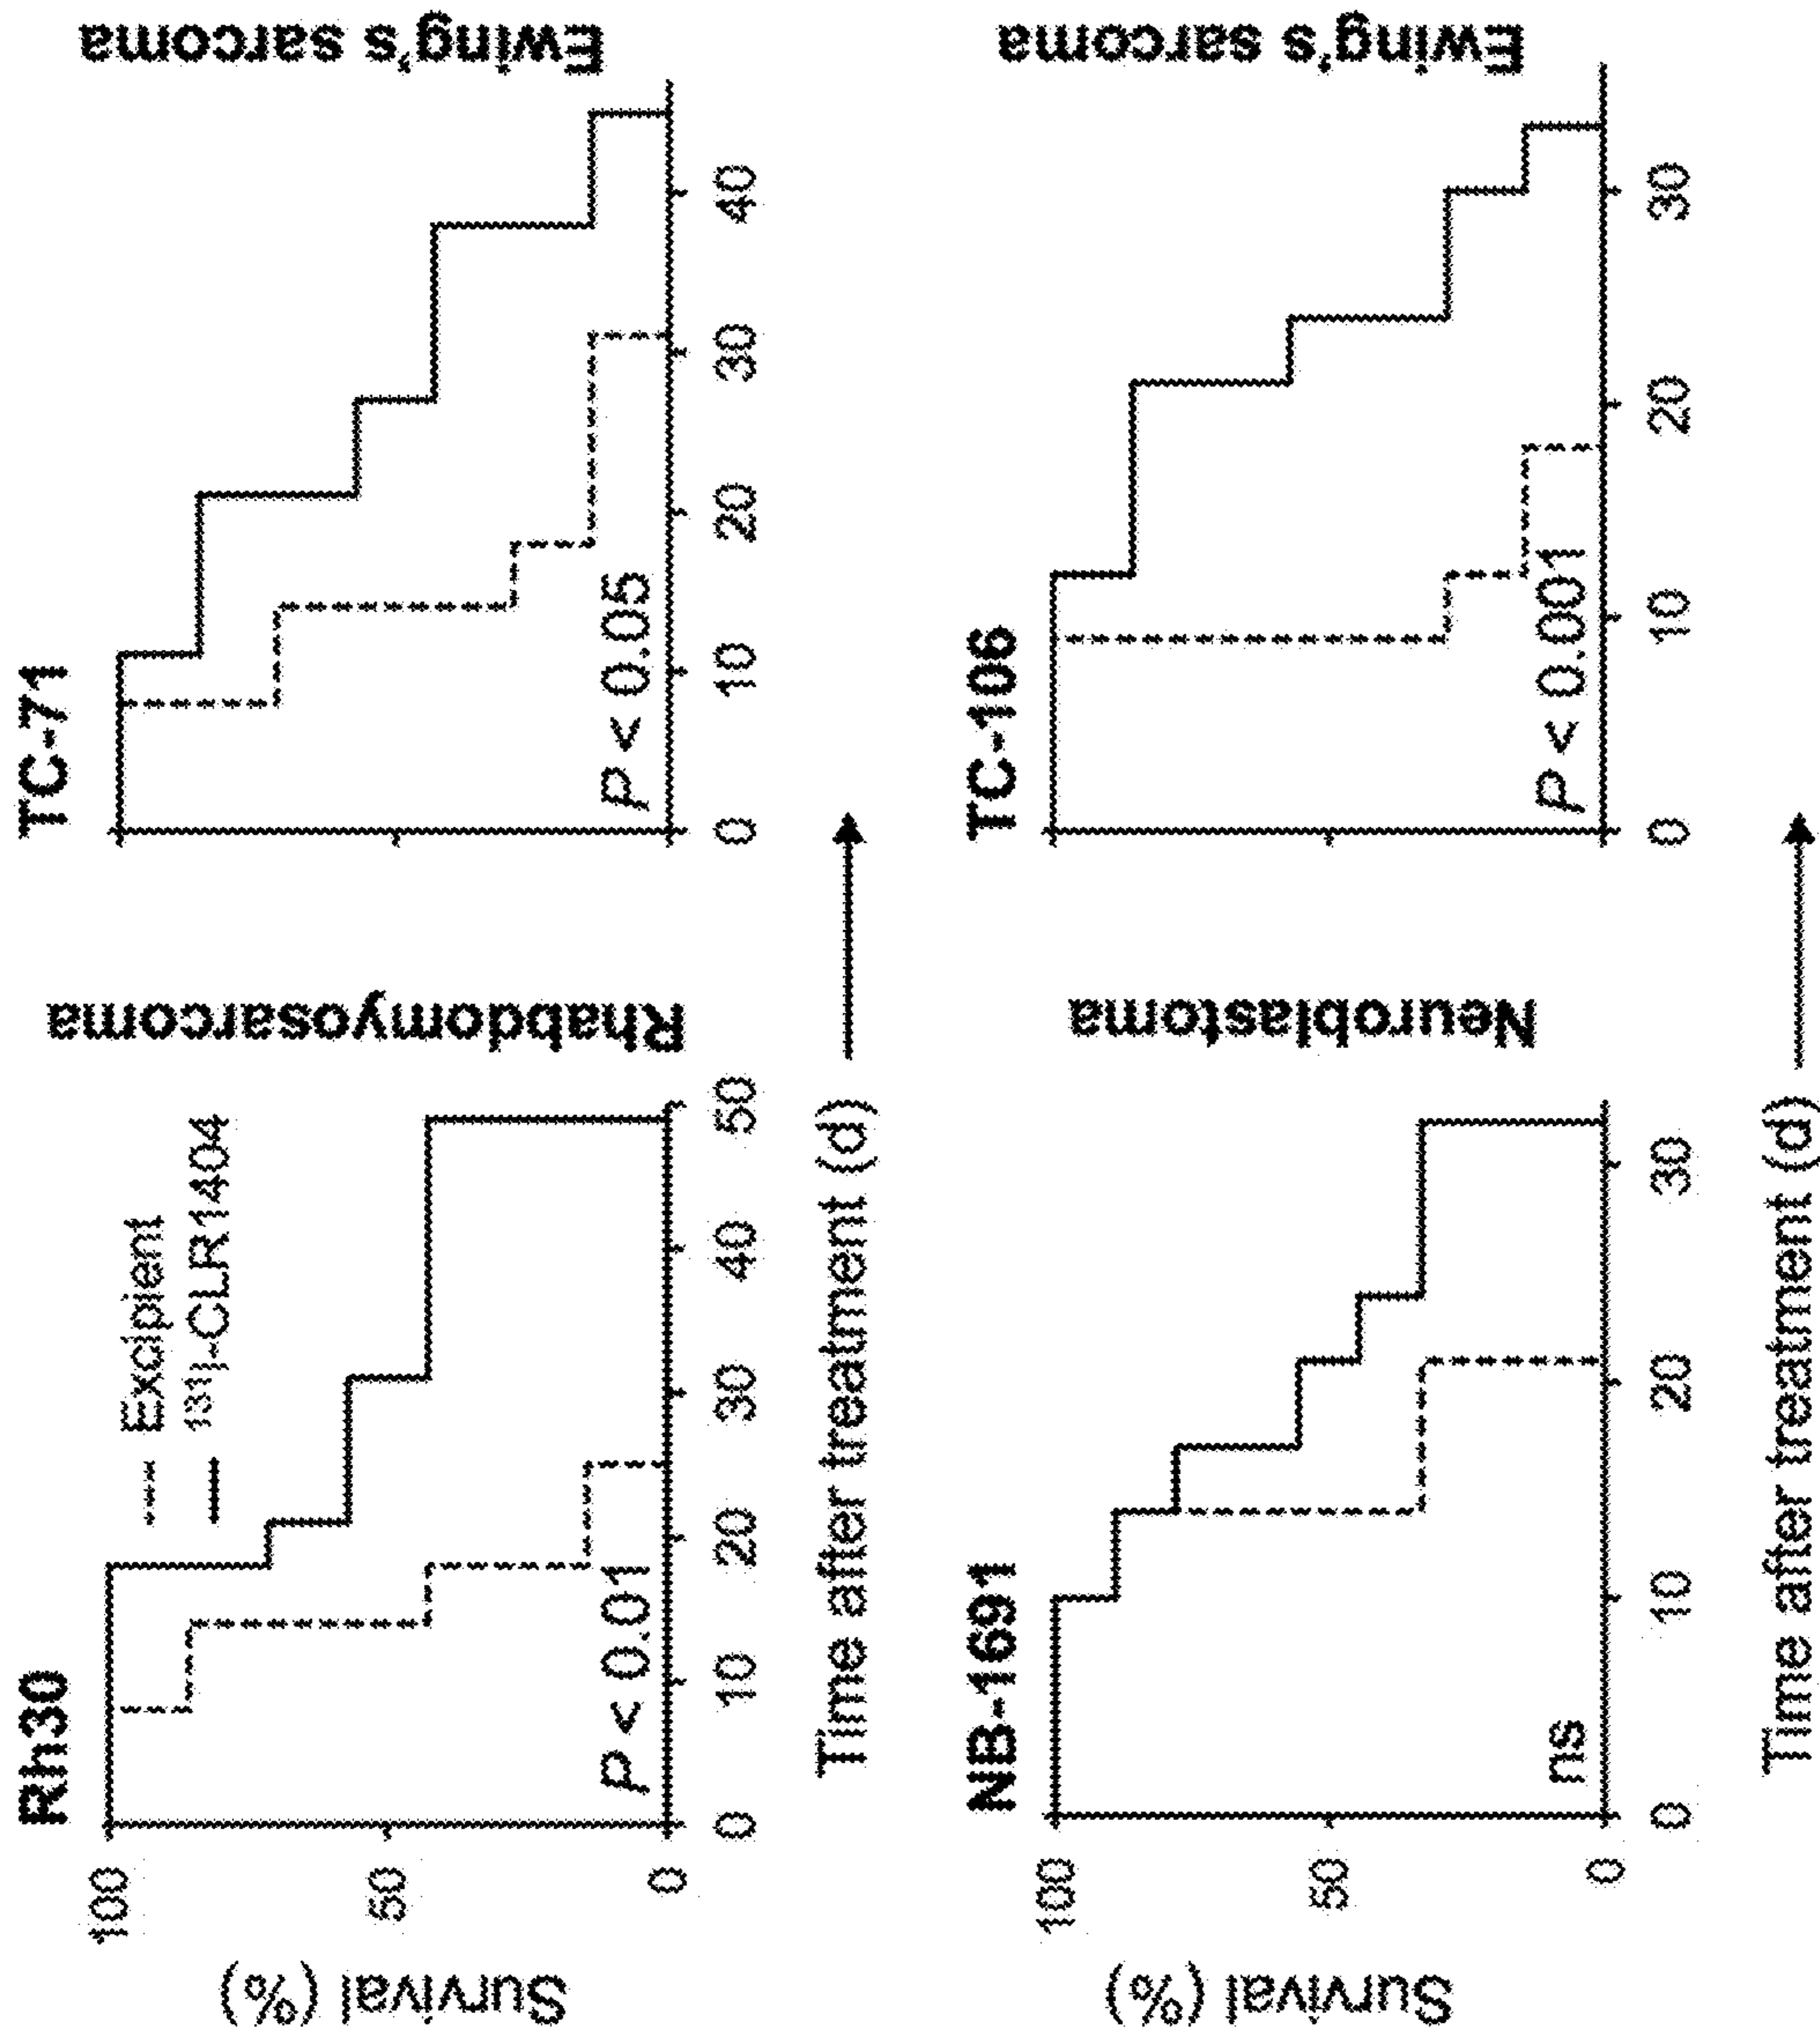 Rh30
Excipient
131I-CLR1404
Survival (%)
100
50
0
P < 0.01
0 10 20 30 40 50
Rhabdomyosarcoma
TC-71
P < 0.05
0 10 20 30 40
Ewing's sarcoma
Time after treatment (d)
NB-1691
Survival (%)
100
50
0
ns
0 10 20 30
Neuroblastoma
TC-106
P < 0.001
0 10 20 30
Ewing's sarcoma
Time after treatment (d)